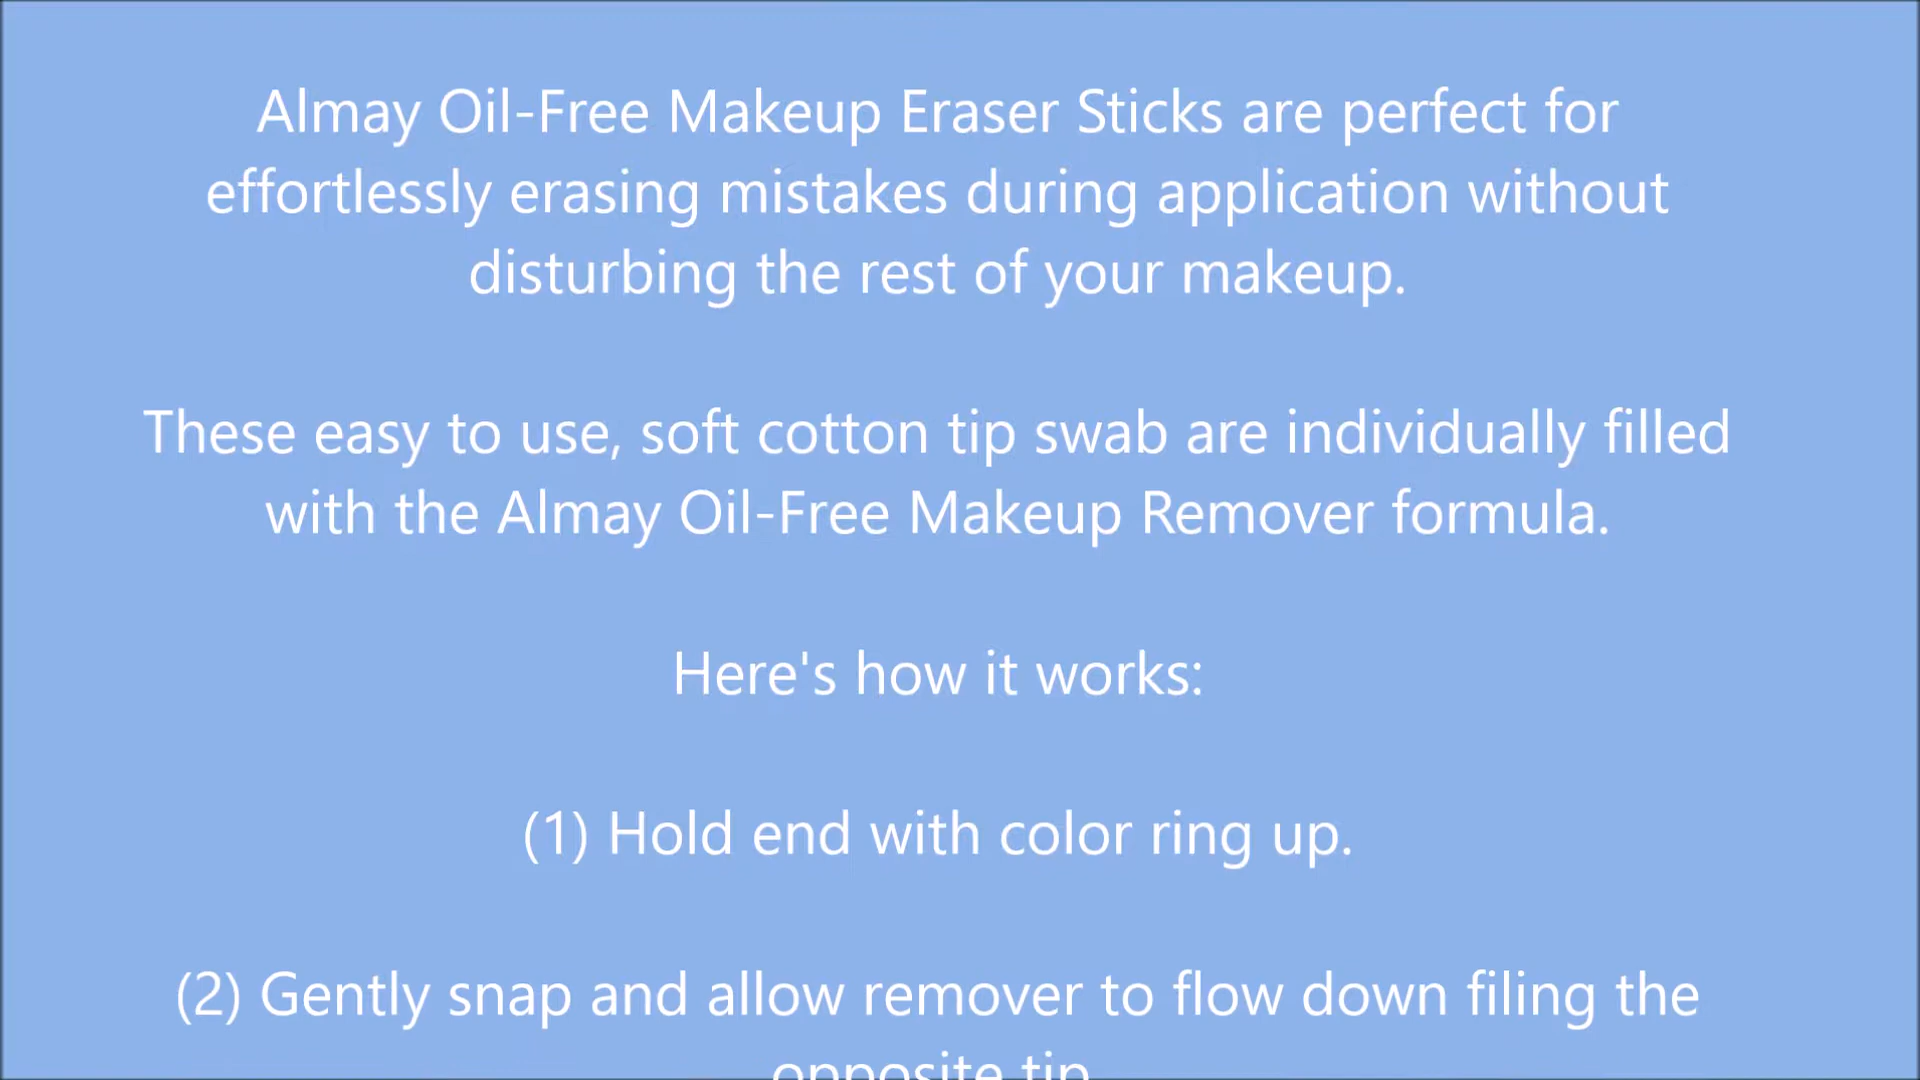 Almay Oil-Free Makeup Eraser Sticks are perfect for
effortlessly erasing mistakes during application without
disturbing the rest of your makeup.
These easy to use, soft cotton tip swab are individually filled
with the Almay Oil-Free Makeup Remover formula.
Here's how it works:
(1) Hold end with color ring up.
(2) Gently snap and allow remover to flow down filing the
opposite tip